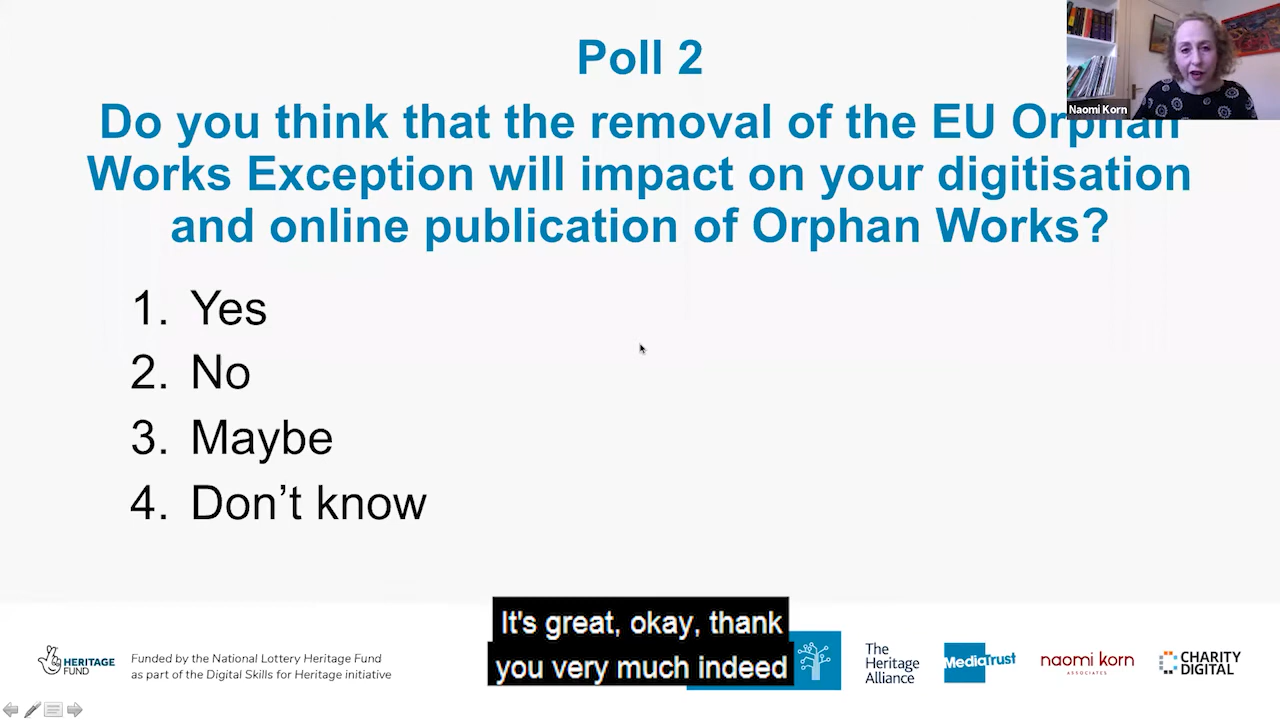 Poll 2
Do you think that the removal of the EU Orphan
Works Exception will impact on your digitisation
and online publication of Orphan Works?
Naomi Korn
1. Yes
2. No
3. Maybe
4. Don't know
It's great, okay, thank
you very much indeed
HERITAGE
FUND
Funded by the National Lottery Heritage Fund
as part of the Digital Skills for Heritage initiative
The
Heritage
Alliance
MediaTrust
naomi korn
ASSOCIATES
CHARITY
DIGITAL